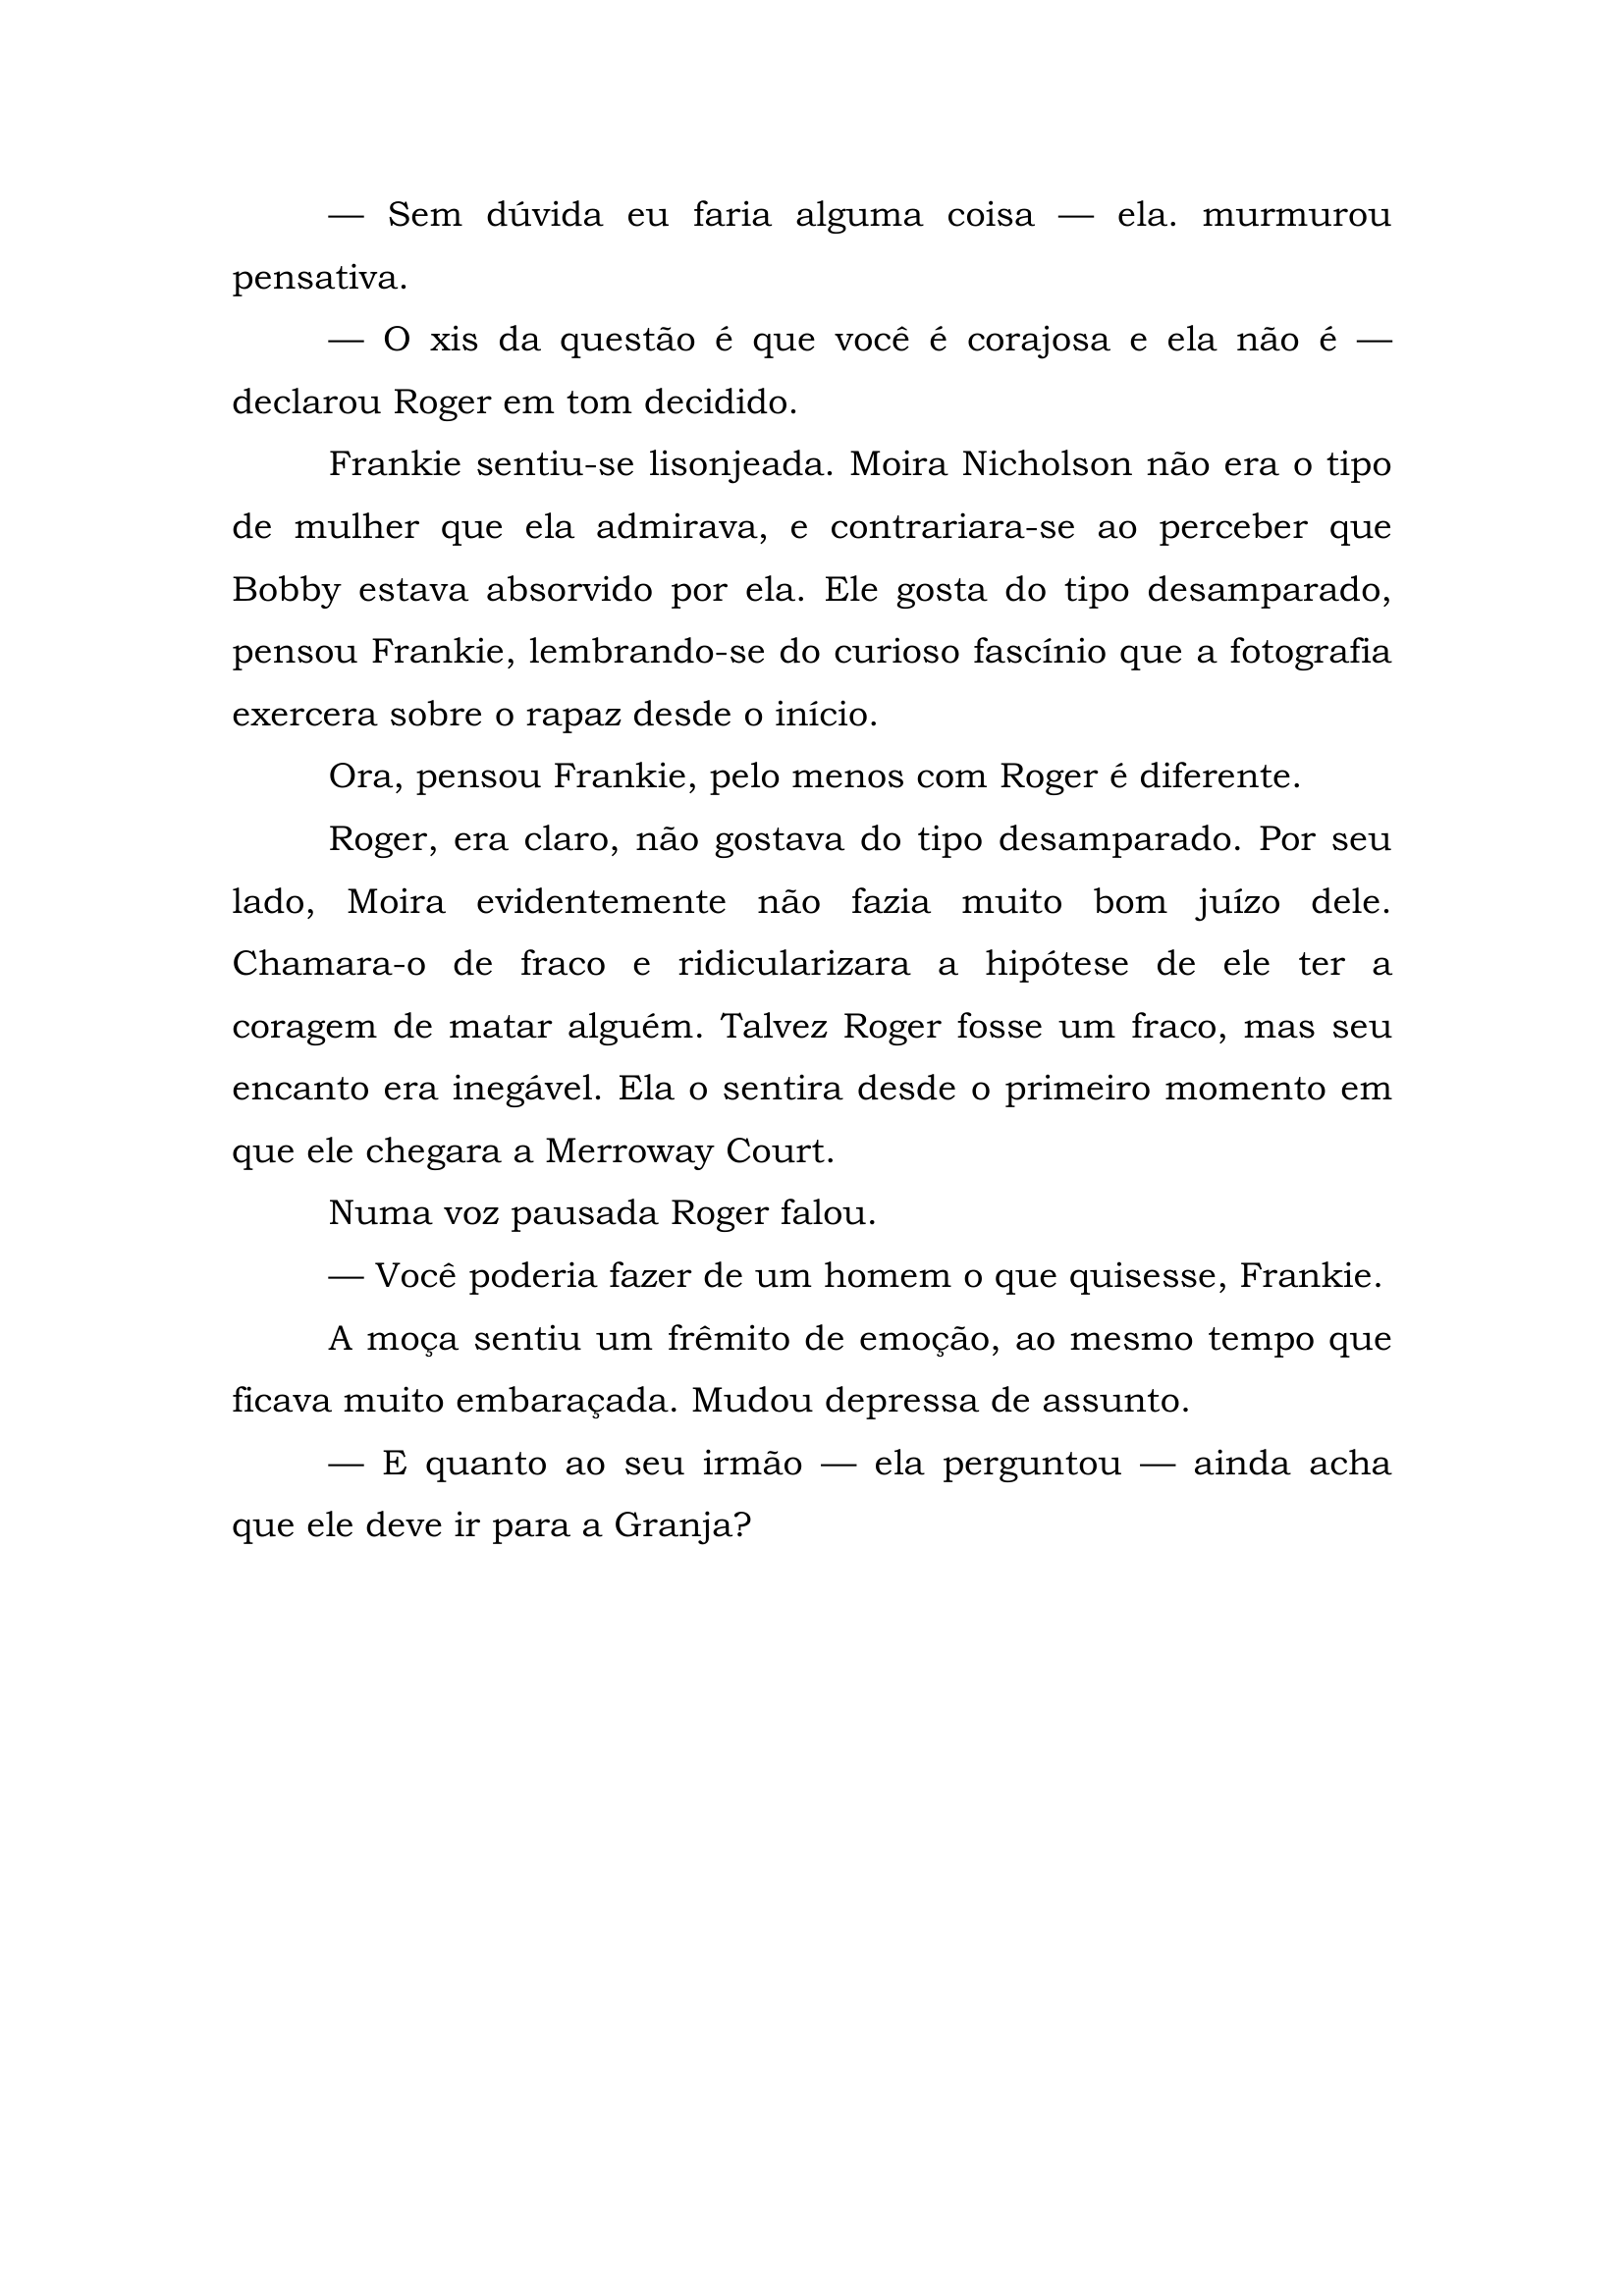 — Sem dúvida eu faria alguma coisa — ela. murmurou
pensativa.
— O xis da questão é que você é corajosa e ela não é —
declarou Roger em tom decidido.
Frankie sentiu-se lisonjeada. Moira Nicholson não era o tipo
de mulher que ela admirava, e contrariara-se ao perceber que
Bobby estava absorvido por ela. Ele gosta do tipo desamparado,
pensou Frankie, lembrando-se do curioso fascínio que a fotografia
exercera sobre o rapaz desde o início.
Ora, pensou Frankie, pelo menos com Roger é diferente.
Roger, era claro, não gostava do tipo desamparado. Por seu
lado, Moira evidentemente não fazia muito bom juízo dele.
Chamara-o de fraco e ridicularizara a hipótese de ele ter a
coragem de matar alguém. Talvez Roger fosse um fraco, mas seu
encanto era inegável. Ela o sentira desde o primeiro momento em
que ele chegara a Merroway Court.
Numa voz pausada Roger falou.
— Você poderia fazer de um homem o que quisesse, Frankie.
A moça sentiu um frêmito de emoção, ao mesmo tempo que
ficava muito embaraçada. Mudou depressa de assunto.
— E quanto ao seu irmão — ela perguntou — ainda acha
que ele deve ir para a Granja?